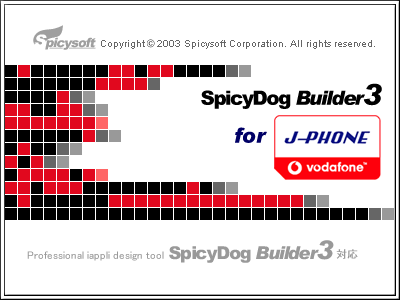 Spicysoft Copyright©2003 Spicysoft Corporation. All rights reserved.
SpicyDog Builder3
for J-PHONE
vodafone™
Professional iappli design tool SpicyDog Builder3 対応